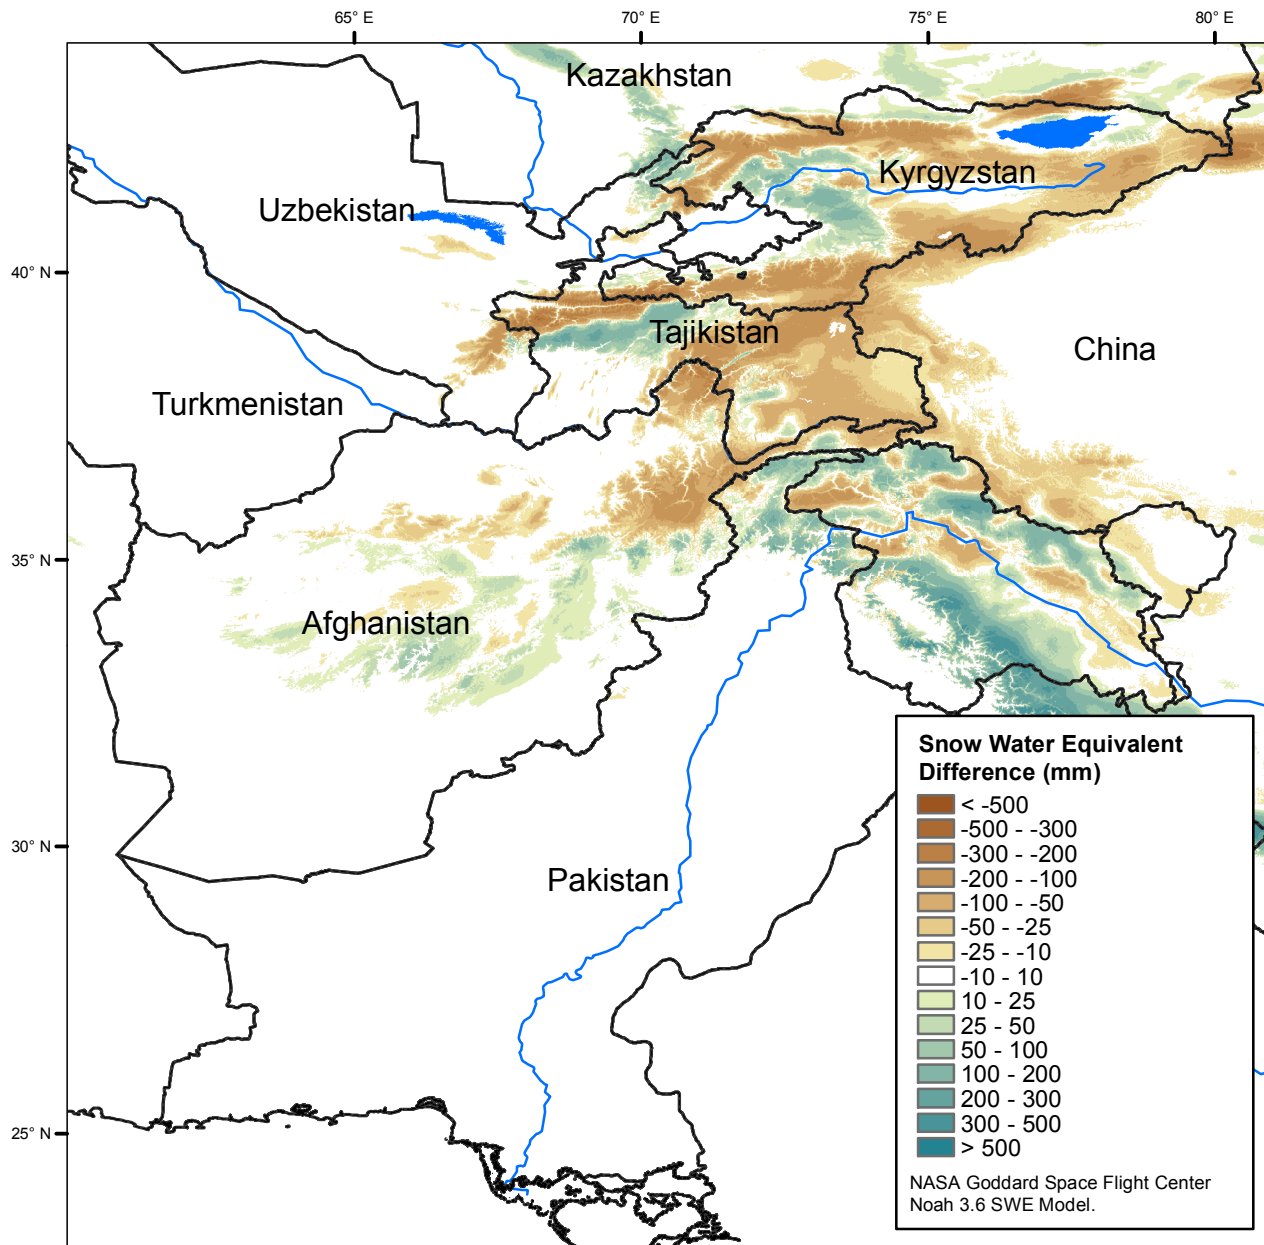 65° E
70° E
75° E
80° E
Kazakhstan
Kyrgyzstan
Uzbekistan
40° N
Tajikistan
China
Turkmenistan
35° N
Afghanistan
Snow Water Equivalent
Difference (mm)
< -500
-500 - -300
-300 - -200
-200 - -100
-100 - -50
-50 - -25
-25 - -10
-10 - 10
10 - 25
25 - 50
50 - 100
100 - 200
200 - 300
300 - 500
> 500
NASA Goddard Space Flight Center
Noah 3.6 SWE Model.
30° N
Pakistan
25° N